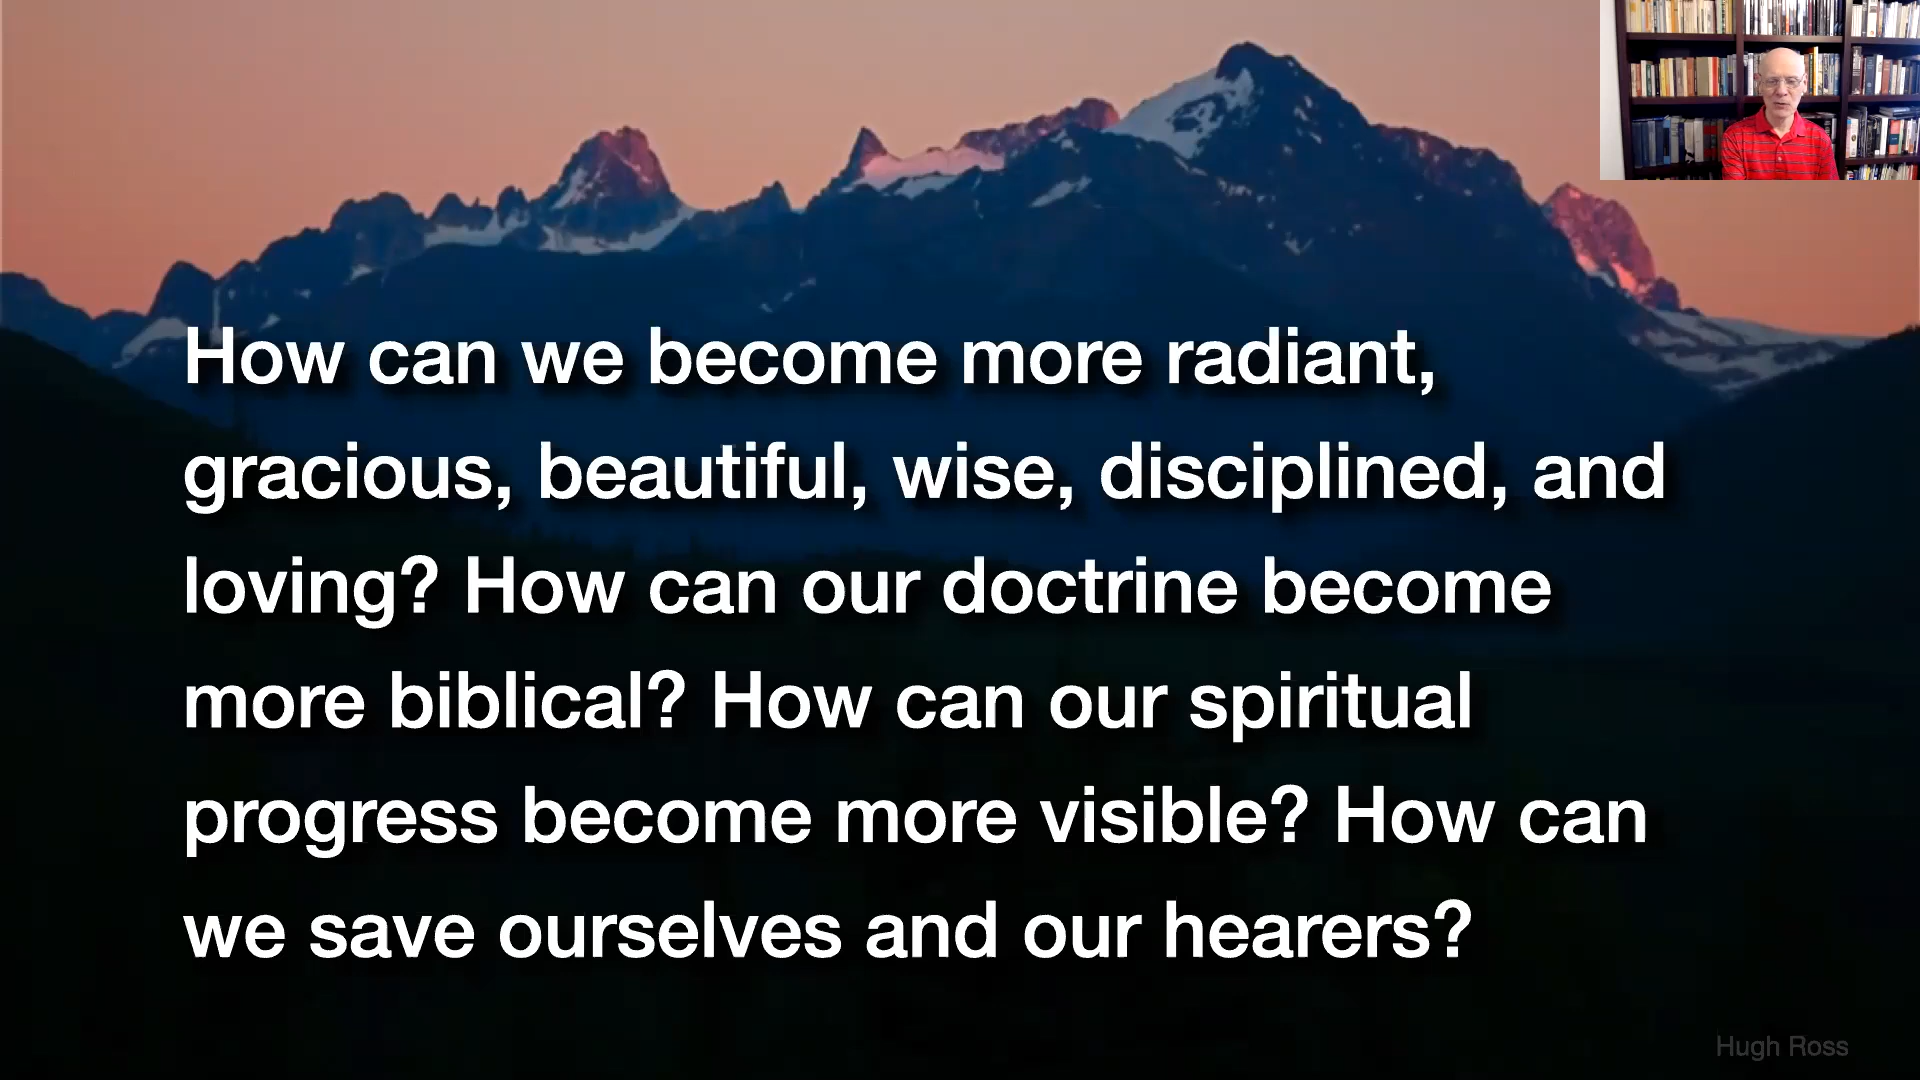 How can we become more radiant,
gracious, beautiful, wise, disciplined, and
loving? How can our doctrine become
more biblical? How can our spiritual
progress become more visible? How can
we save ourselves and our hearers?
Hugh Ross